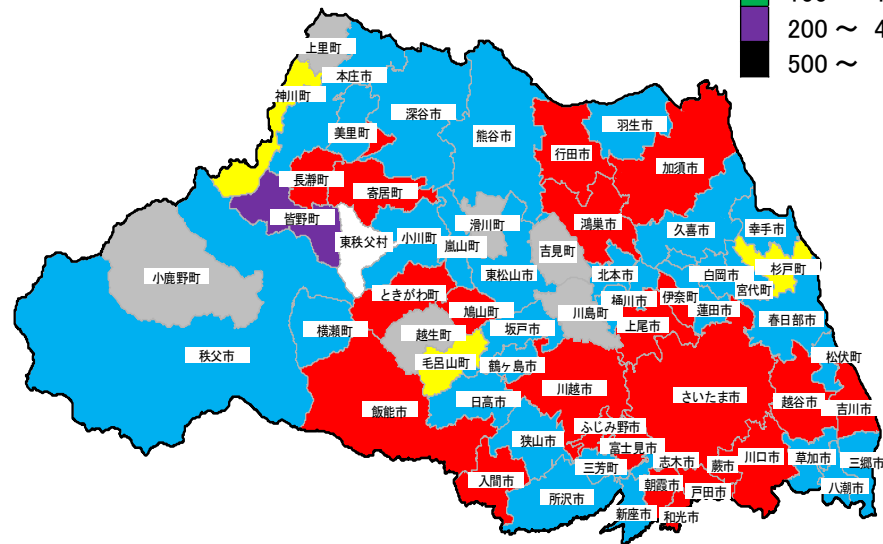 200 ～ 4
500 ～
上里町
本庄市
神川町
美里町
深谷市
熊谷市
羽生市
行田市
加須市
長瀞町
寄居町
皆野町
東秩父村
小川町
嵐山町
滑川町
吉見町
鴻巣市
久喜市
幸手市
小鹿野町
東松山市
北本市
白岡市
杉戸町
宮代町
ときがわ町
鳩山町
川島町
桶川市
伊奈町
蓮田市
春日部市
横瀬町
越生町
坂戸市
上尾市
秩父市
毛呂山町
鶴ヶ島市
松伏町
飯能市
日高市
川越市
さいたま市
越谷市
吉川市
狭山市
ふじみ野市
富士見市
入間市
三芳町
志木市
蕨市
川口市
草加市
三郷市
所沢市
朝霞市
戸田市
八潮市
新座市
和光市